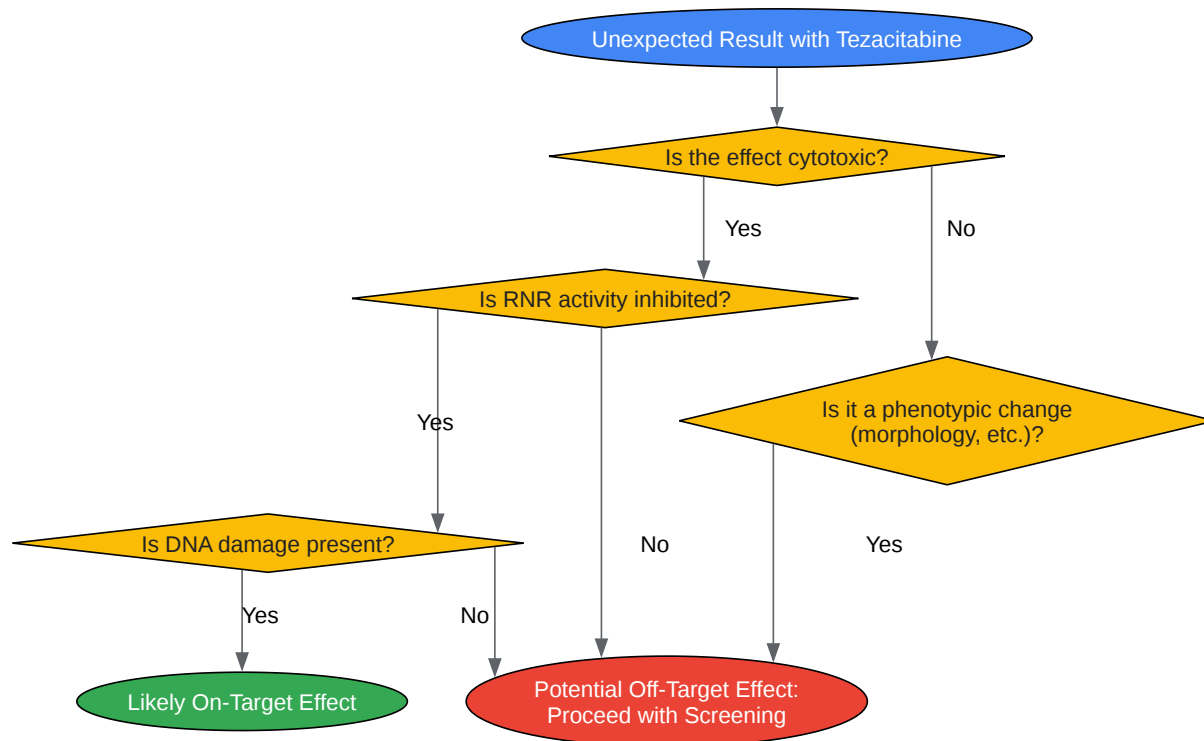 Unexpected Result with Tezacitabine
Is the effect cytotoxic?
Yes
No
Is RNR activity inhibited?
Is it a phenotypic change
(morphology, etc.)?
Yes
Is DNA damage present?
No
Yes
Yes
No
Likely On-Target Effect
Potential Off-Target Effect:
Proceed with Screening